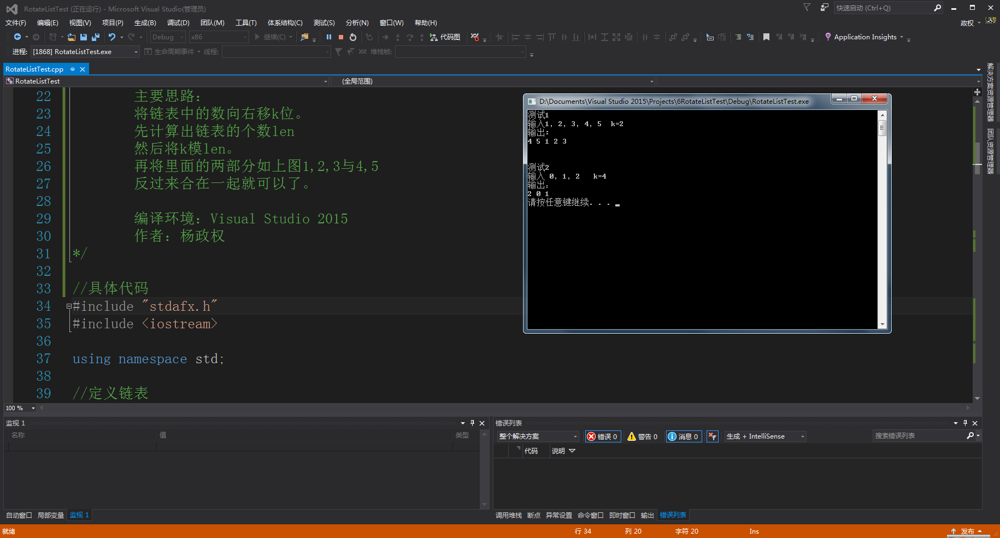 RotateListTest (正在运行) - Microsoft Visual Studio(管理员)
快速启动 (Ctrl+Q)
文件(F) 编辑(E) 视图(V) 项目(P) 生成(B) 调试(D) 团队(M) 工具(T) 体系结构(C) 测试(S) 分析(N) 窗口(W) 帮助(H)
政权
Debug x86 继续(C) 代码图 Application Insights
进程: [1868] RotateListTest.exe 生命周期事件 线程: 堆栈帧:
RotateListTest.cpp
RotateListTest (全局范围)
22 主要思路：
23 将链表中的数向右移k位。
24 先计算出链表的个数len
25 然后将k模len。
26 再将里面的两部分如上图1,2,3与4,5
27 反过来合在一起就可以了。
28
29 编译环境：Visual Studio 2015
30 作者：杨政权
31 */
32
33 //具体代码
34 #include "stdafx.h"
35 #include <iostream>
36
37 using namespace std;
38
39 //定义链表
D:\Documents\Visual Studio 2015\Projects\6RotateListTest\Debug\RotateListTest.exe
测试1
输入1, 2, 3, 4, 5  k=2
输出：
4 5 1 2 3
测试2
输入 0, 1, 2   k=4
输出：
2 0 1
请按任意键继续. . .
解决方案资源管理器
团队资源管理器
100 %
监视 1
名称 值 类型
自动窗口 局部变量 监视 1
错误列表
整个解决方案 错误 0 警告 0 消息 0 生成 + IntelliSense 搜索错误列表
代码 说明
调用堆栈 断点 异常设置 命令窗口 即时窗口 输出 错误列表
就绪 行 34 列 20 字符 20 Ins 发布